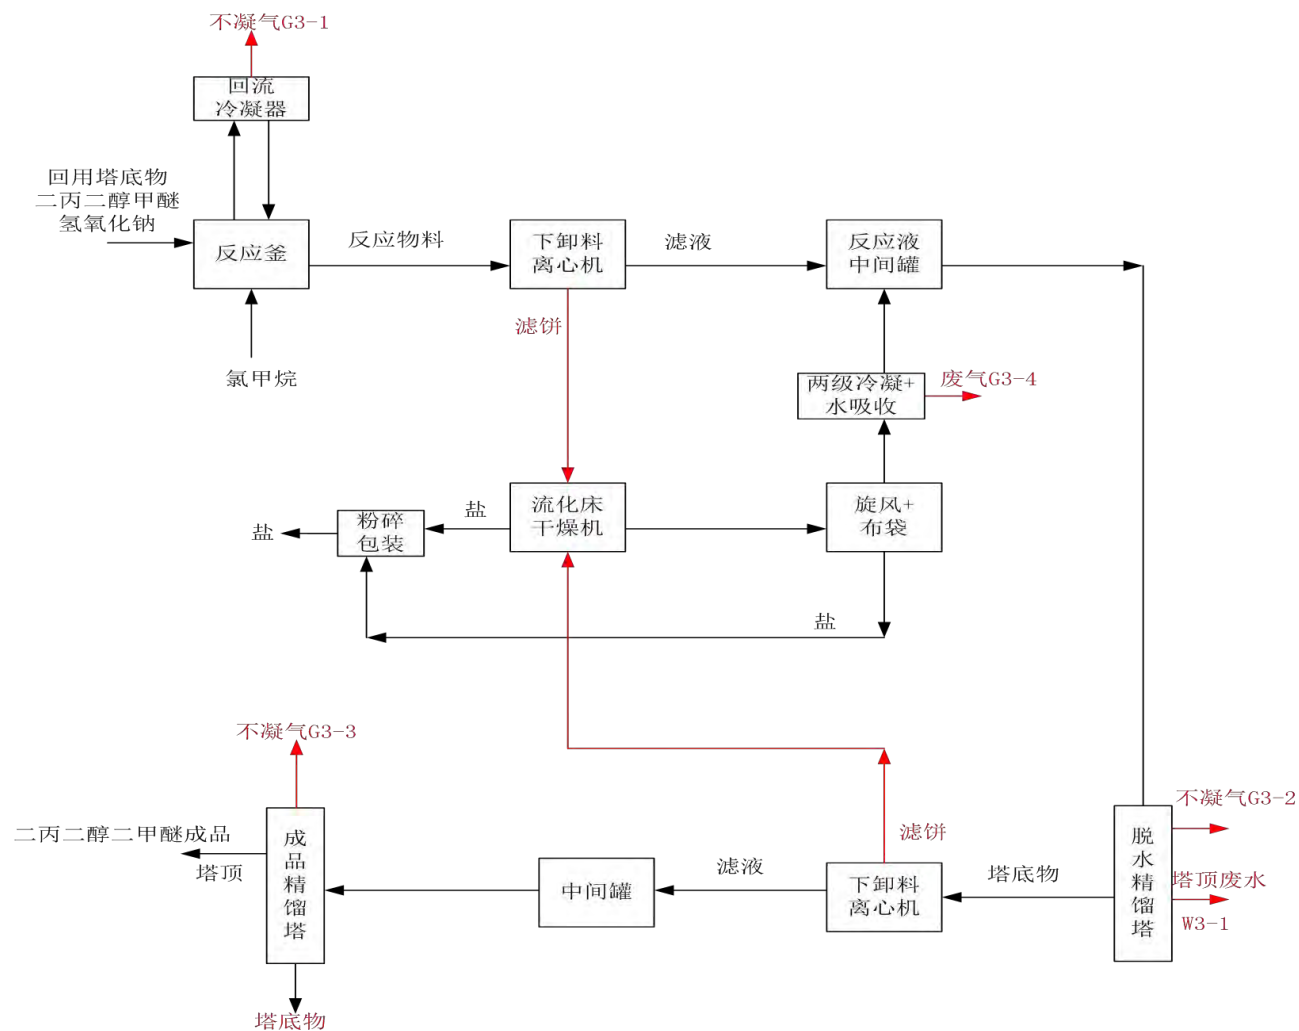 不凝气G3-1
回流
冷凝器
回用塔底物
二丙二醇甲醚
氢氧化钠
反应釜
反应物料
下卸料
离心机
滤液
反应液
中间罐
滤饼
氯甲烷
两级冷凝+
水吸收
废气G3-4
盐
粉碎
包装
盐
流化床
干燥机
旋风+
布袋
盐
不凝气G3-3
不凝气G3-2
二丙二醇二甲醚成品
塔顶
成品精馏塔
中间罐
滤液
滤饼
下卸料
离心机
塔底物
脱水精馏塔
塔顶废水
W3-1
塔底物